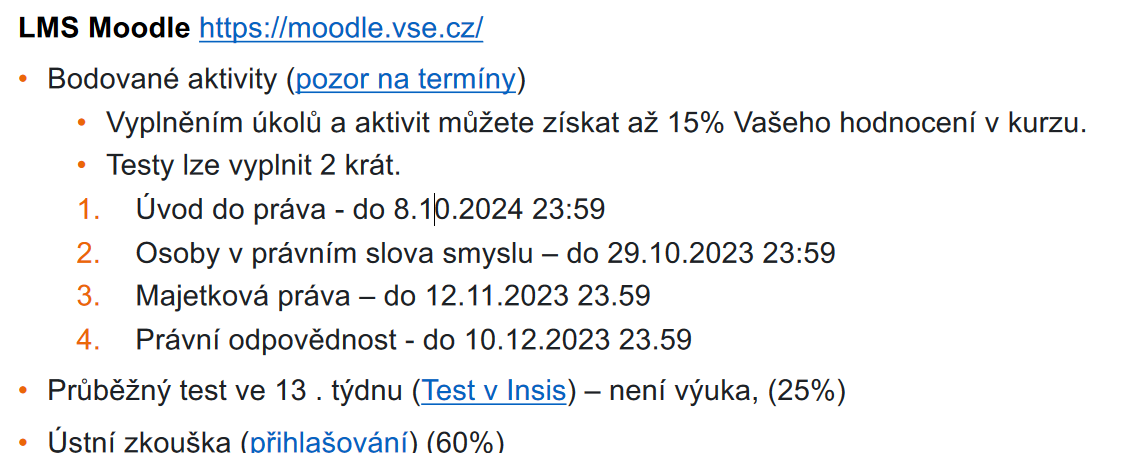 LMS Moodle https://moodle.vse.cz/
• Bodované aktivity (pozor na termíny)
• Vyplněním úkolů a aktivit můžete získat až 15% Vašeho hodnocení v kurzu.
• Testy lze vyplnit 2 krát.
1. Úvod do práva - do 8.10.2024 23:59
2. Osoby v právním slova smyslu – do 29.10.2023 23:59
3. Majetková práva – do 12.11.2023 23.59
4. Právní odpovědnost - do 10.12.2023 23.59
• Průběžný test ve 13 . týdnu (Test v Insis) – není výuka, (25%)
• Ústní zkouška (přihlašování) (60%)